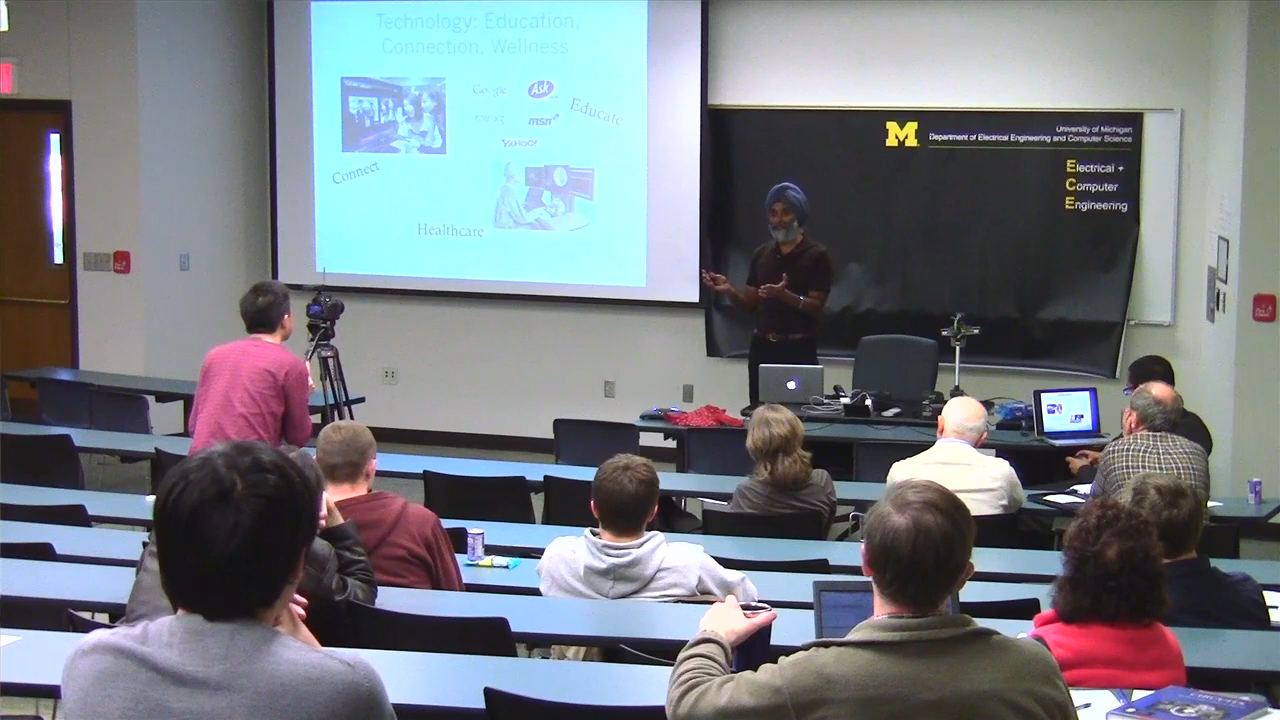 Technology: Education,
Connection, Wellness
Google
Ask
Educate
msn
YAHOO!
Connect
Healthcare
M
University of Michigan
Department of Electrical Engineering and Computer Science
Electrical +
Computer
Engineering